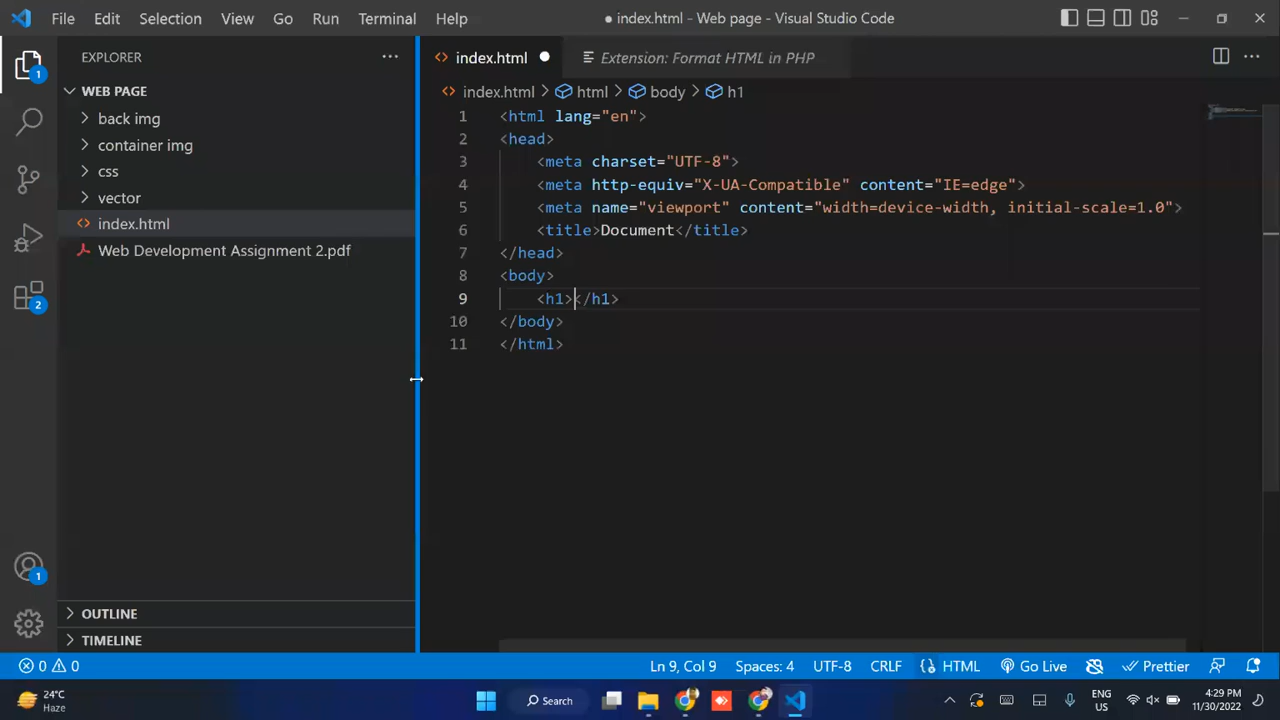 File Edit Selection View Go Run Terminal Help ● index.html - Web page - Visual Studio Code
EXPLORER
index.html
Extension: Format HTML in PHP
WEB PAGE
index.html > html > body > h1
back img
container img
css
vector
index.html
Web Development Assignment 2.pdf
1 <html lang="en">
2 <head>
3 <meta charset="UTF-8">
4 <meta http-equiv="X-UA-Compatible" content="IE=edge">
5 <meta name="viewport" content="width=device-width, initial-scale=1.0">
6 <title>Document</title>
7 </head>
8 <body>
9 <h1></h1>
10 </body>
11 </html>
1
2
1
OUTLINE
TIMELINE
0 0 Ln 9, Col 9 Spaces: 4 UTF-8 CRLF {} HTML Go Live Prettier
24°C
Haze
Search
ENG
US
4:29 PM
11/30/2022